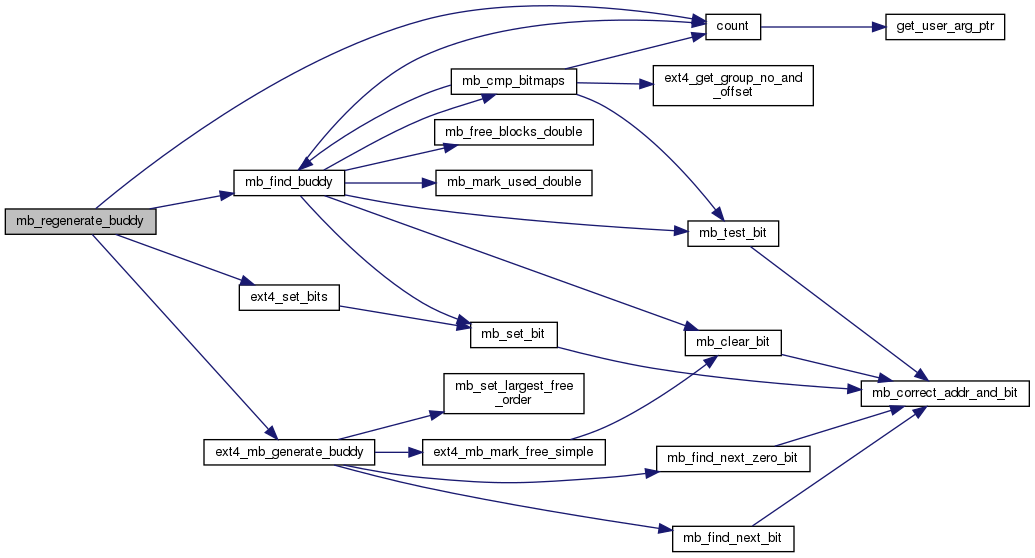 count
get_user_arg_ptr
mb_cmp_bitmaps
ext4_get_group_no_and
_offset
mb_free_blocks_double
mb_find_buddy
mb_mark_used_double
mb_regenerate_buddy
mb_test_bit
ext4_set_bits
mb_set_bit
mb_clear_bit
mb_set_largest_free
_order
mb_correct_addr_and_bit
ext4_mb_generate_buddy
ext4_mb_mark_free_simple
mb_find_next_zero_bit
mb_find_next_bit